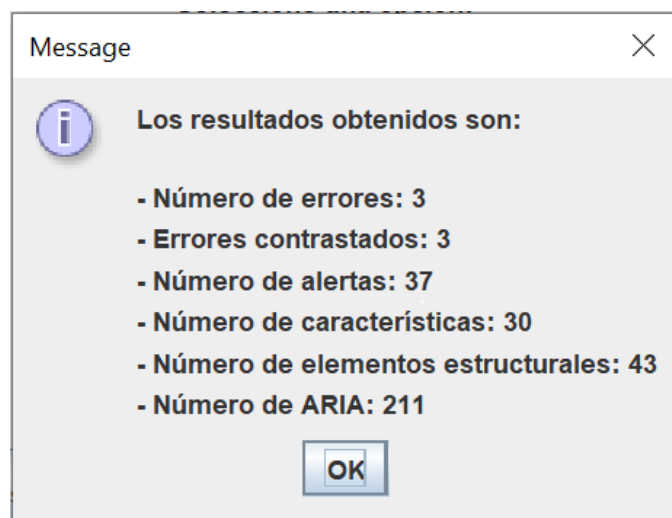 Message
Los resultados obtenidos son:
- Número de errores: 3
- Errores contrastados: 3
- Número de alertas: 37
- Número de características: 30
- Número de elementos estructurales: 43
- Número de ARIA: 211
OK